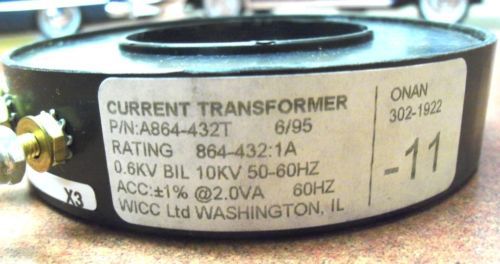 CURRENT TRANSFORMER
P/N:A864-432T 6/95
RATING 864-432:1A
0.6KV BIL 10KV 50-60HZ
ACC:±1% @2.0VA 60HZ
WICC Ltd WASHINGTON, IL
ONAN
302-1922
-11
X3